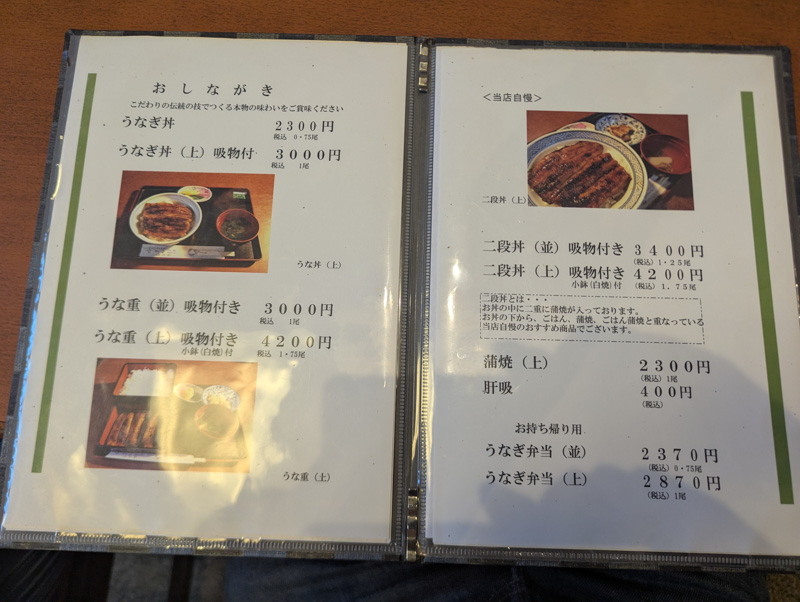 おしながき
こだわりの伝統の技でつくる本物の味わいをご賞味ください
うなぎ丼 2300円
税込 0・75尾
うなぎ丼（上）吸物付 3000円
税込 1尾
うな丼（上）
うな重（並）吸物付き 3000円
税込 1尾
うな重（上）吸物付き 4200円
小鉢（白焼）付 税込 1・75尾
うな重（上）
＜当店自慢＞
二段丼（上）
二段丼（並）吸物付き 3400円
（税込）1・25尾
二段丼（上）吸物付き 4200円
小鉢（白焼）付 （税込）1．75尾
二段丼とは・・・
お丼の中に二重に蒲焼が入っております。
お丼の下から、ごはん、蒲焼、ごはん蒲焼と重なっている
当店自慢のおすすめ商品でございます。
蒲焼（上） 2300円
（税込）1尾
肝吸 400円
（税込）
お持ち帰り用
うなぎ弁当（並） 2370円
（税込）0・75尾
うなぎ弁当（上） 2870円
（税込）1尾